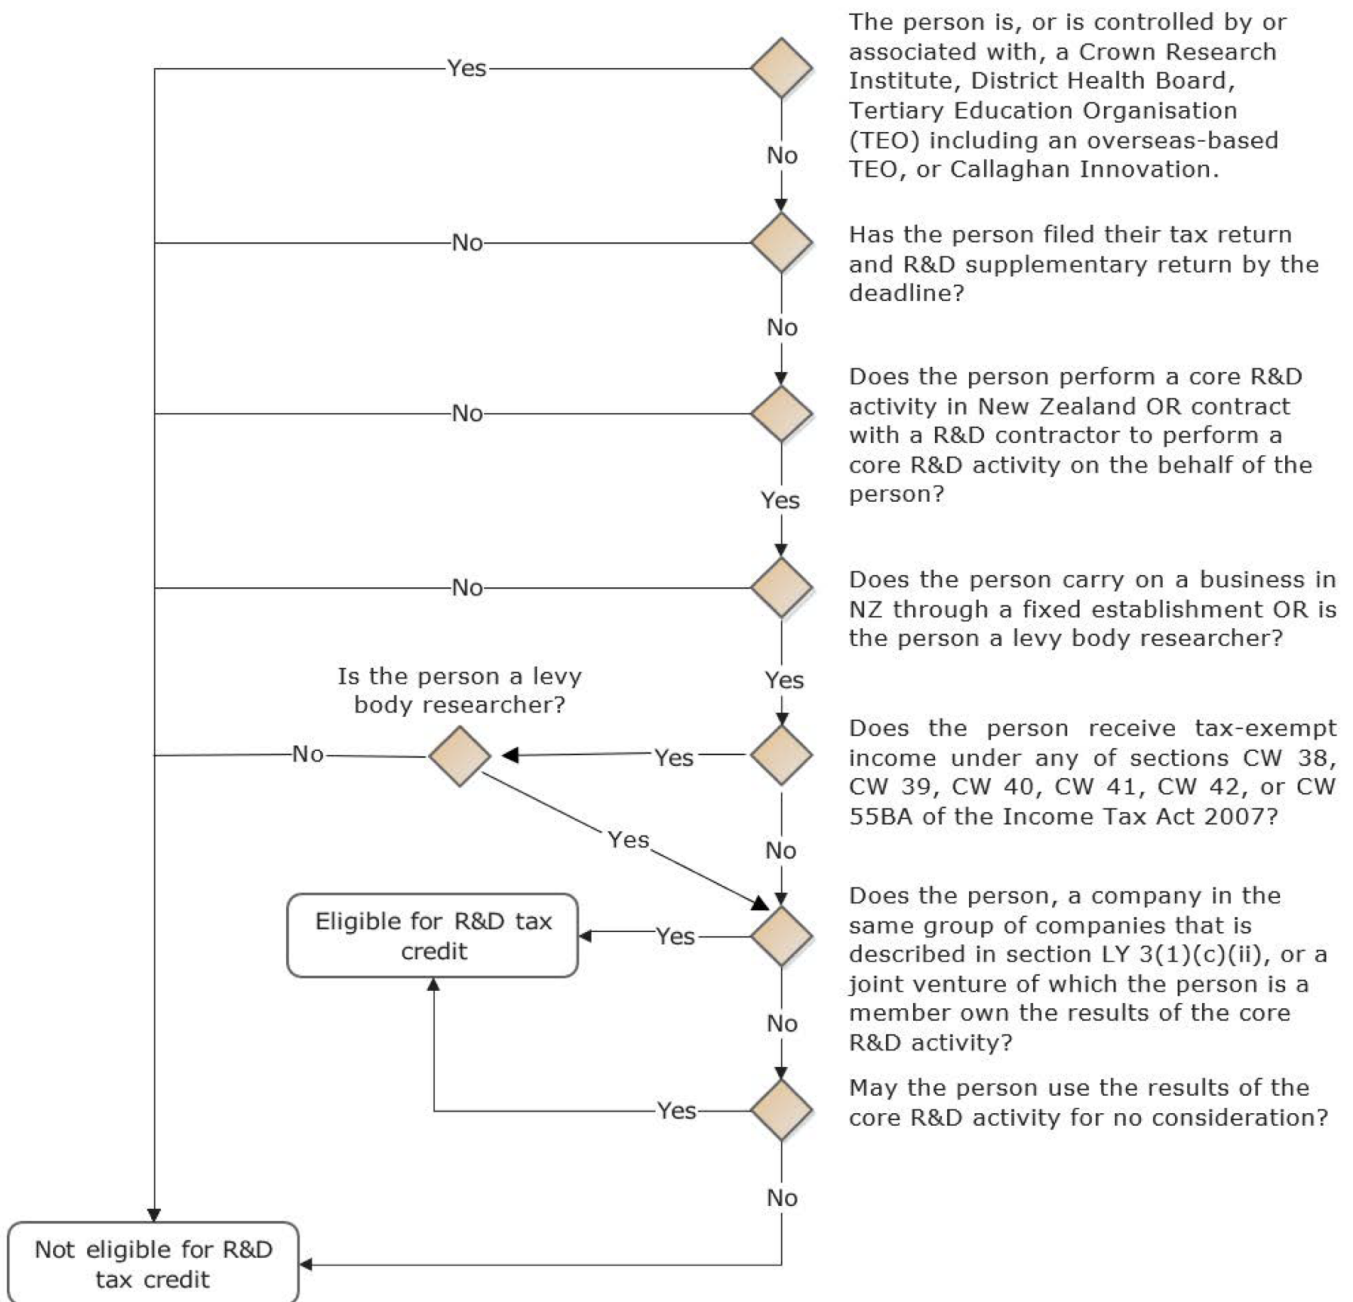 The person is, or is controlled by or
associated with, a Crown Research
Institute, District Health Board,
Tertiary Education Organisation
(TEO) including an overseas-based
TEO, or Callaghan Innovation.
Yes
No
Has the person filed their tax return
and R&D supplementary return by the
deadline?
No
No
Does the person perform a core R&D
activity in New Zealand OR contract
with a R&D contractor to perform a
core R&D activity on the behalf of the
person?
No
Yes
Does the person carry on a business in
NZ through a fixed establishment OR is
the person a levy body researcher?
No
Yes
Is the person a levy
body researcher?
Does the person receive tax-exempt
income under any of sections CW 38,
CW 39, CW 40, CW 41, CW 42, or CW
55BA of the Income Tax Act 2007?
No
Yes
Yes
No
Does the person, a company in the
same group of companies that is
described in section LY 3(1)(c)(ii), or a
joint venture of which the person is a
member own the results of the core
R&D activity?
Eligible for R&D tax
credit
Yes
No
May the person use the results of the
core R&D activity for no consideration?
Yes
No
Not eligible for R&D
tax credit